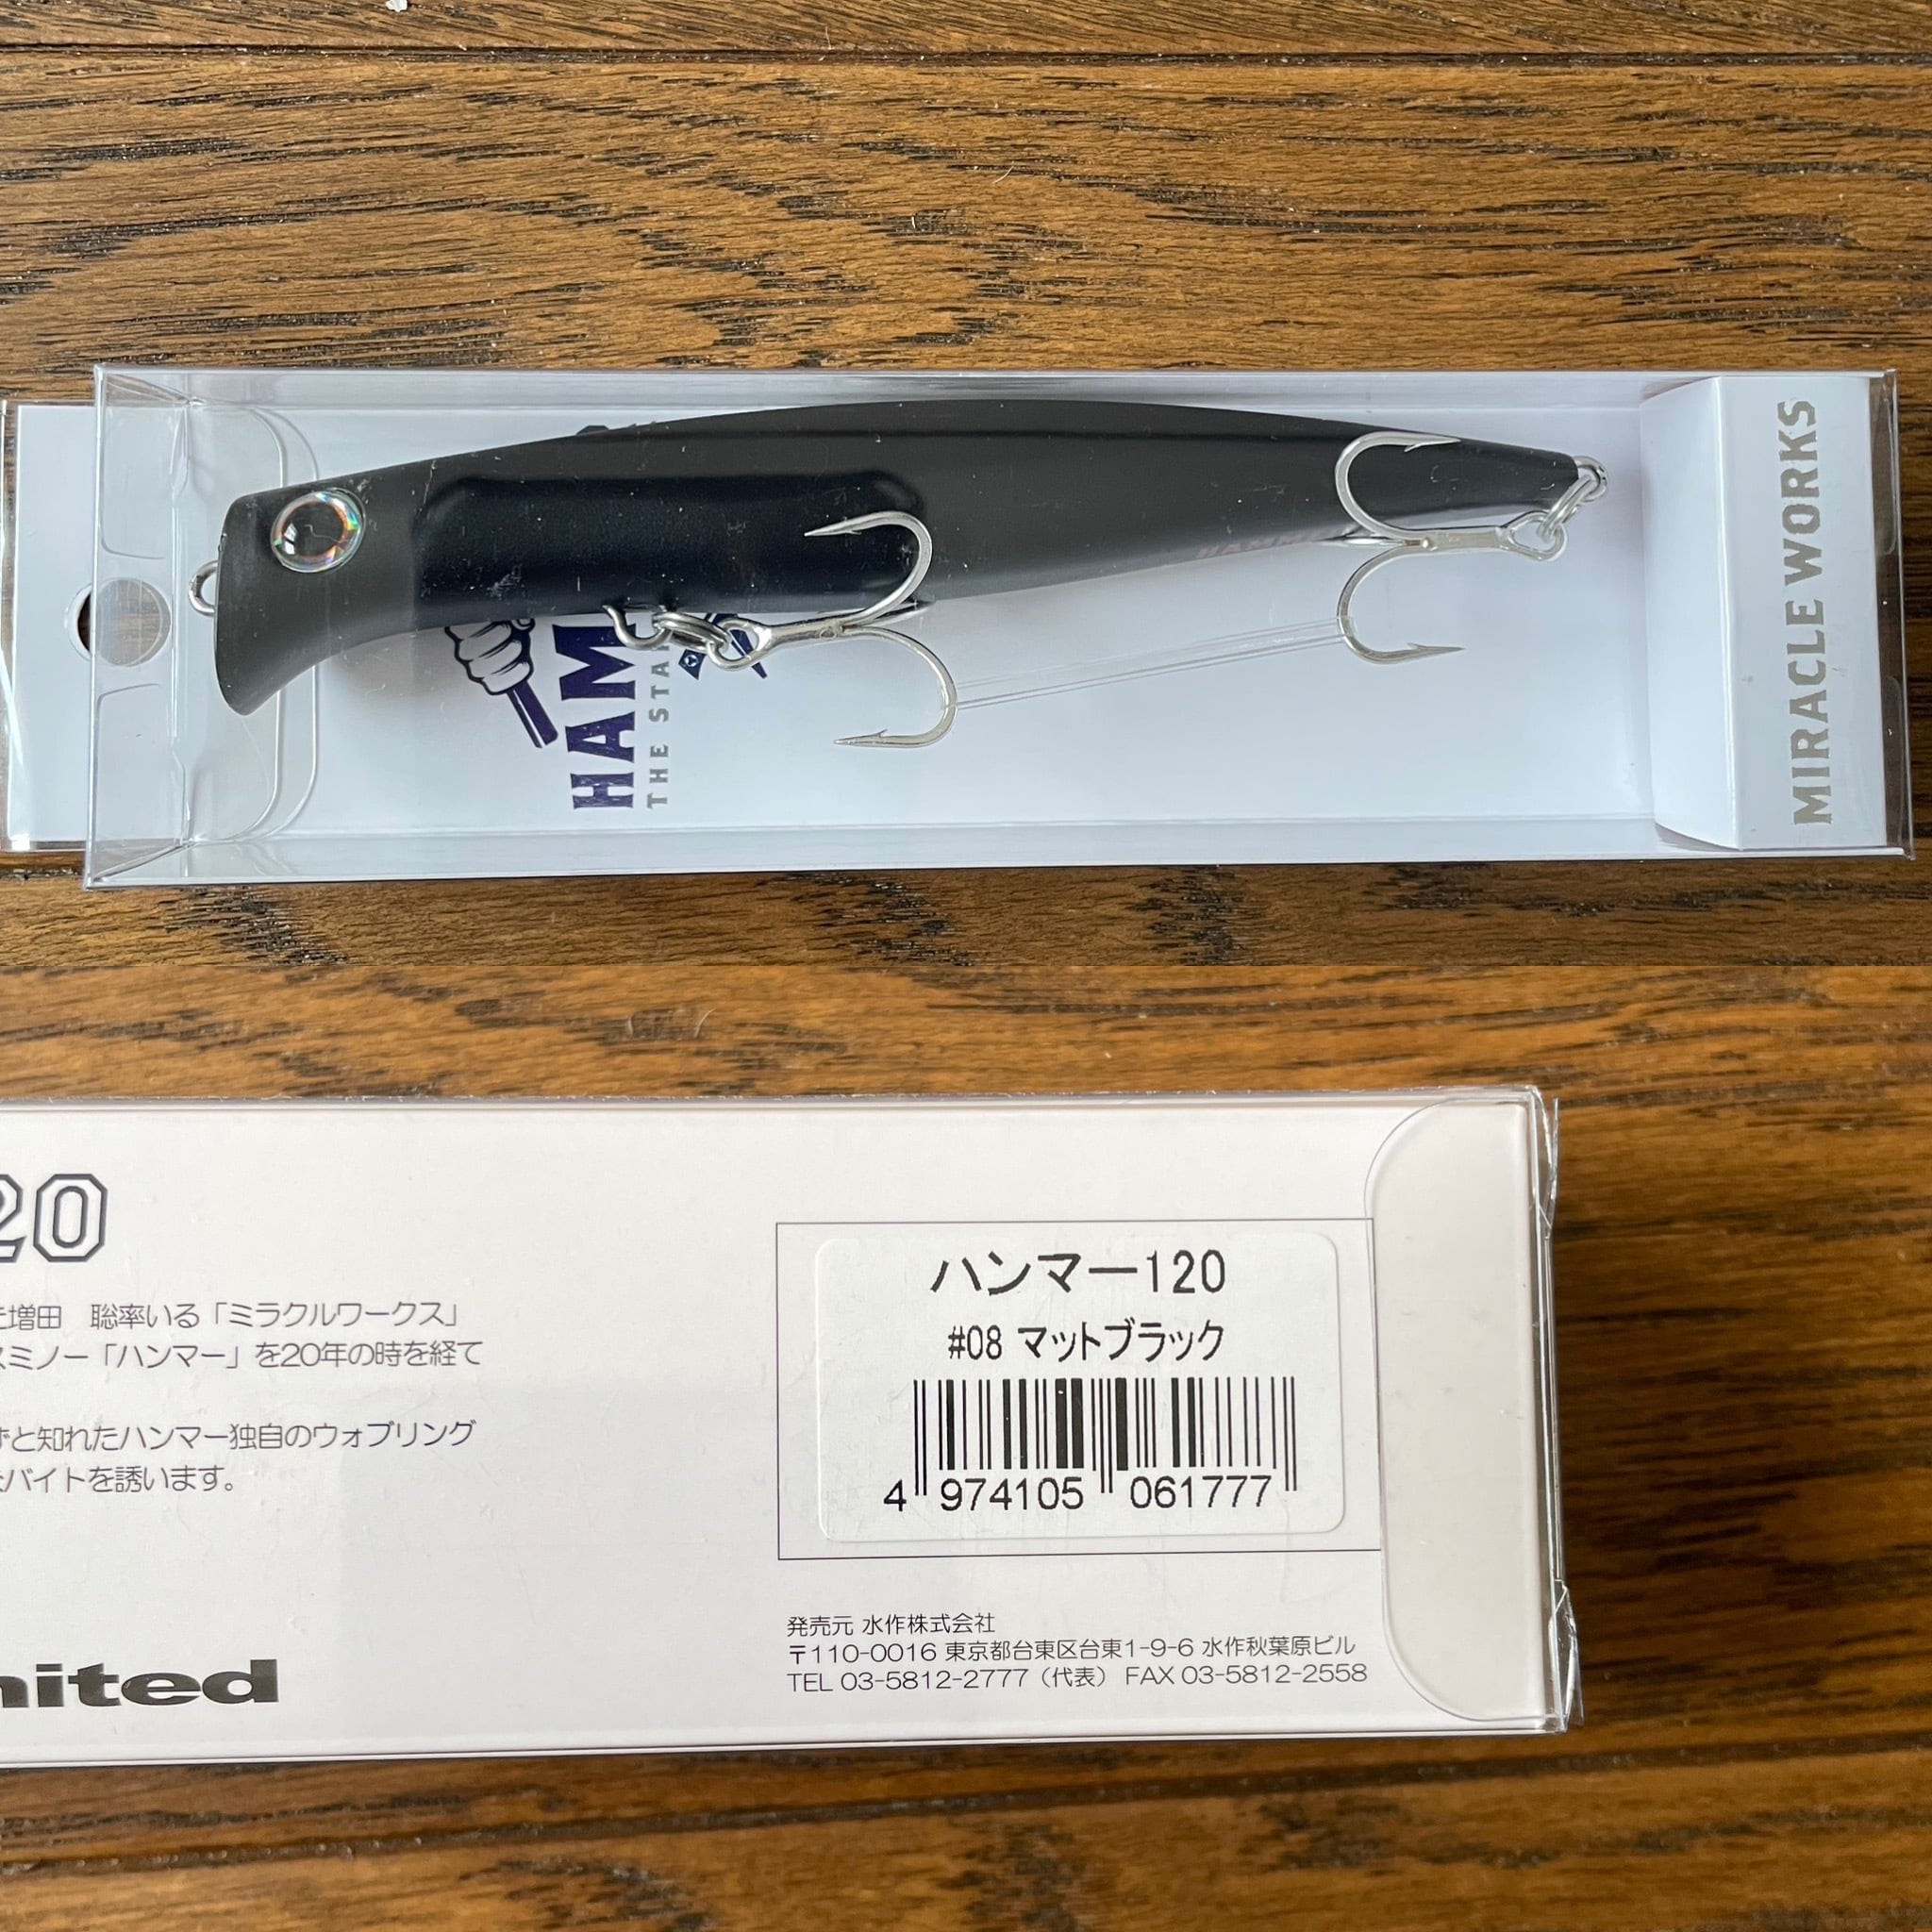 HAM
THE STA
HAMME
MIRACLE WORKS
20
増田 聡率いる「ミラクルワークス」
ミノー「ハンマー」を20年の時を経て
と知れたハンマー独自のウォブリング
バイトを誘います。
nited
ハンマー120
#08 マットブラック
4 974105 061777
発売元 水作株式会社
〒110-0016 東京都台東区台東1-9-6 水作秋葉原ビル
TEL 03-5812-2777（代表） FAX 03-5812-2558